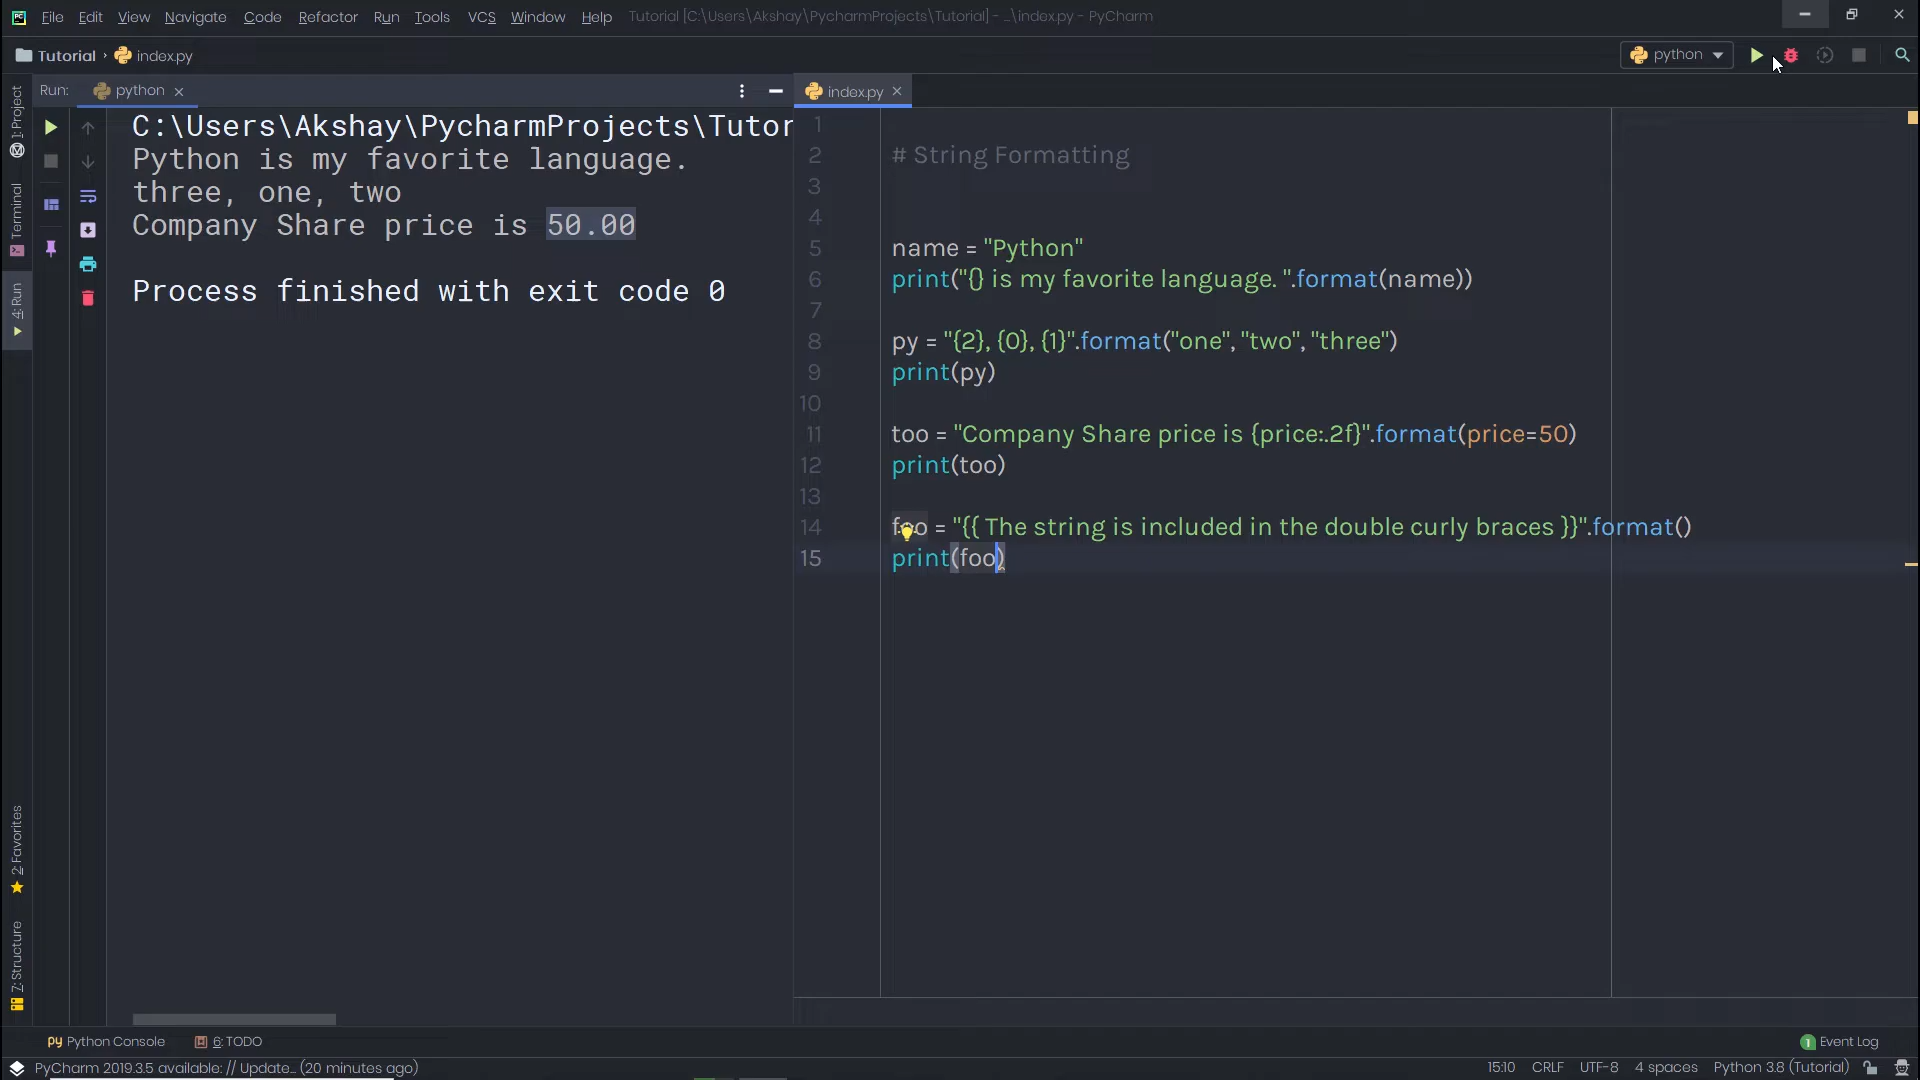 File Edit View Navigate Code Refactor Run Tools VCS Window Help Tutorial [C:\Users\Akshay\PycharmProjects\Tutorial] - ...\index.py - PyCharm
Tutorial index.py python
Run: python index.py
1: Project
Terminal
4: Run
2: Favorites
7: Structure
C:\Users\Akshay\PycharmProjects\Tutor
Python is my favorite language.
three, one, two
Company Share price is 50.00
Process finished with exit code 0
1
2 # String Formatting
3
4
5 name = "Python"
6 print("{} is my favorite language. ".format(name))
7
8 py = "{2}, {0}, {1}".format("one", "two", "three")
9 print(py)
10
11 too = "Company Share price is {price:.2f}".format(price=50)
12 print(too)
13
14 foo = "{{ The string is included in the double curly braces }}".format()
15 print(foo)
Python Console 6: TODO 1 Event Log
PyCharm 2019.3.5 available: // Update... (20 minutes ago) 15:10 CRLF UTF-8 4 spaces Python 3.8 (Tutorial)